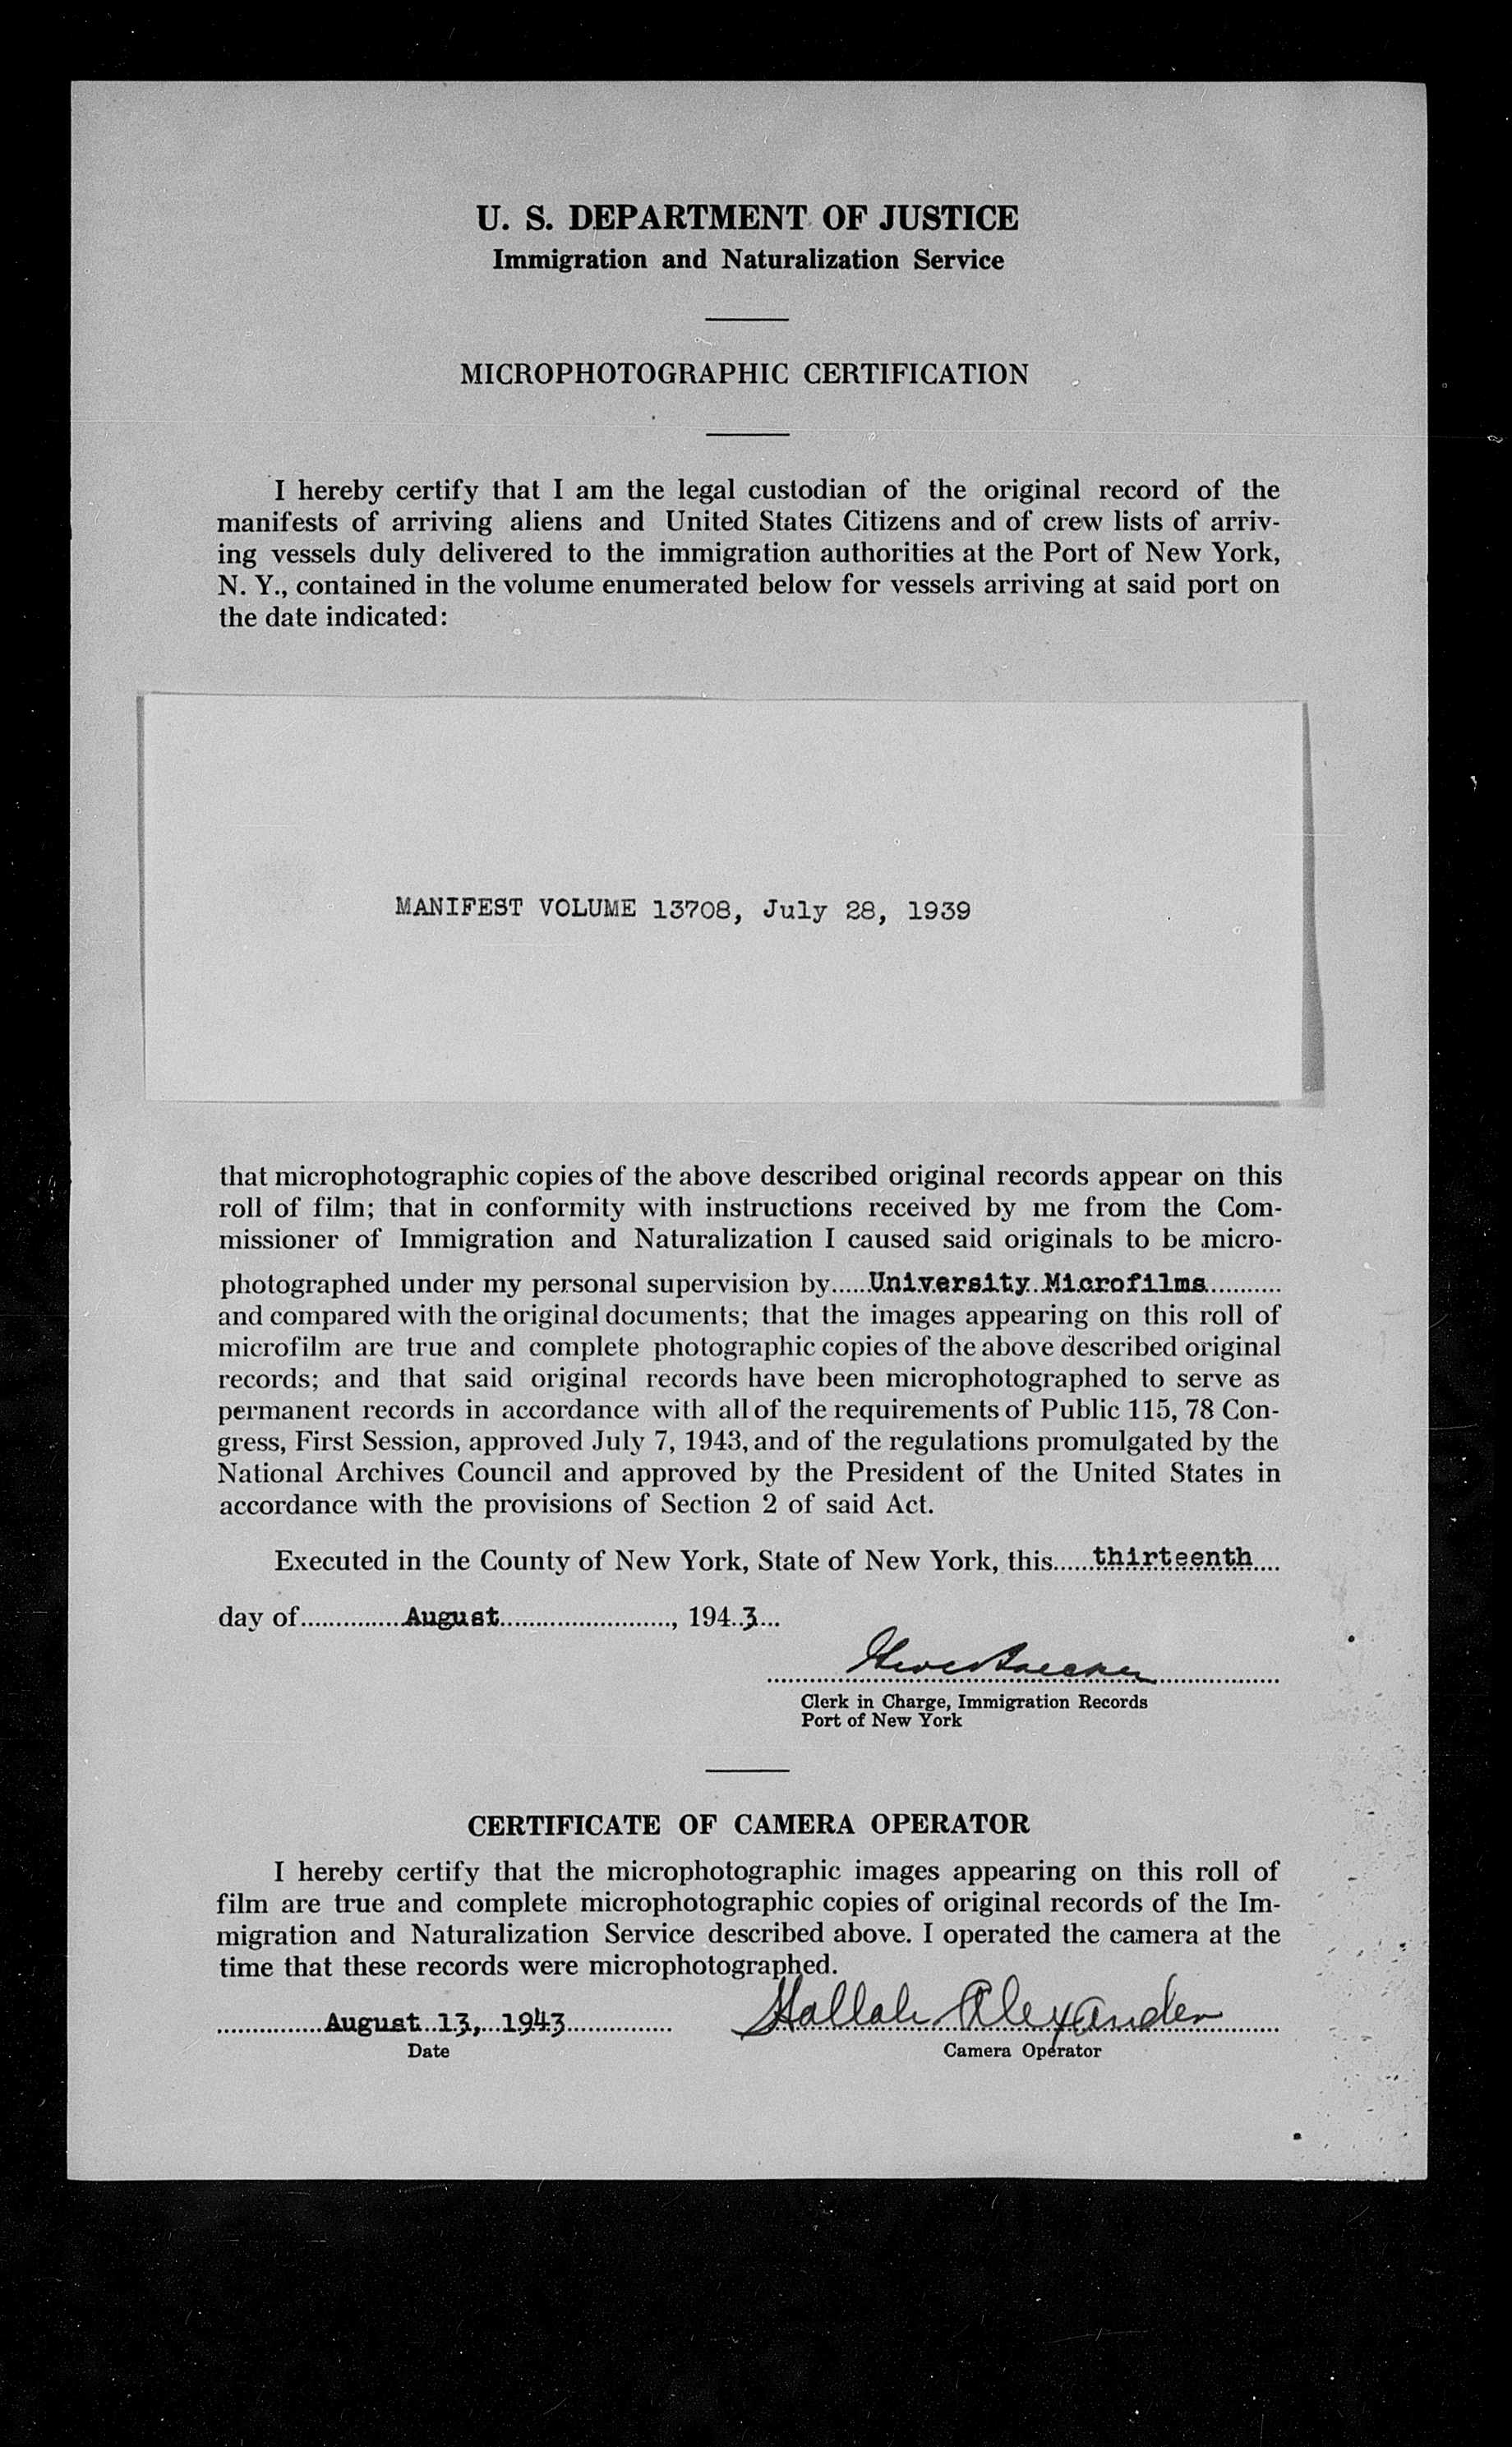 U. S. DEPARTMENT OF JUSTICE
Immigration and Naturalization Service
MICROPHOTOGRAPHIC CERTIFICATION
I hereby certify that I am the legal custodian of the original record of the
manifests of arriving aliens and United States Citizens and of crew lists of arriv-
ing vessels duly delivered to the immigration authorities at the Port of New York,
N. Y., contained in the volume enumerated below for vessels arriving at said port on
the date indicated:
MANIFEST VOLUME 13708, July 28, 1939
that microphotographic copies of the above described original records appear on this
roll of film; that in conformity with instructions received by me from the Com-
missioner of Immigration and Naturalization I caused said originals to be micro-
photographed under my personal supervision by......University Microfilms...........
and compared with the original documents; that the images appearing on this roll of
microfilm are true and complete photographic copies of the above described original
records; and that said original records have been microphotographed to serve as
permanent records in accordance with all of the requirements of Public 115, 78 Con-
gress, First Session, approved July 7, 1943, and of the regulations promulgated by the
National Archives Council and approved by the President of the United States in
accordance with the provisions of Section 2 of said Act.
Executed in the County of New York, State of New York, this.....thirteenth....
day of...............August........................., 194..3...
Clerk in Charge, Immigration Records
Port of New York
CERTIFICATE OF CAMERA OPERATOR
I hereby certify that the microphotographic images appearing on this roll of
film are true and complete microphotographic copies of original records of the Im-
migration and Naturalization Service described above. I operated the camera at the
time that these records were microphotographed.
August 13, 1943 Hallah Alexander
Date Camera Operator